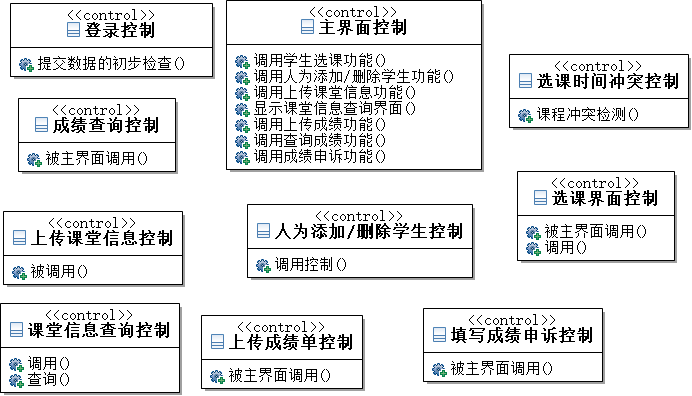 <<control>>
登录控制
提交数据的初步检查()
<<control>>
主界面控制
调用学生选课功能()
调用人为添加/删除学生功能()
调用上传课堂信息功能()
显示课堂信息查询界面()
调用上传成绩功能()
调用查询成绩功能()
调用成绩申诉功能()
<<control>>
选课时间冲突控制
课程冲突检测()
<<control>>
成绩查询控制
被主界面调用()
<<control>>
选课界面控制
被主界面调用()
调用()
<<control>>
上传课堂信息控制
被调用()
<<control>>
人为添加/删除学生控制
调用控制()
<<control>>
课堂信息查询控制
调用()
查询()
<<control>>
上传成绩单控制
被主界面调用()
<<control>>
填写成绩申诉控制
被主界面调用()